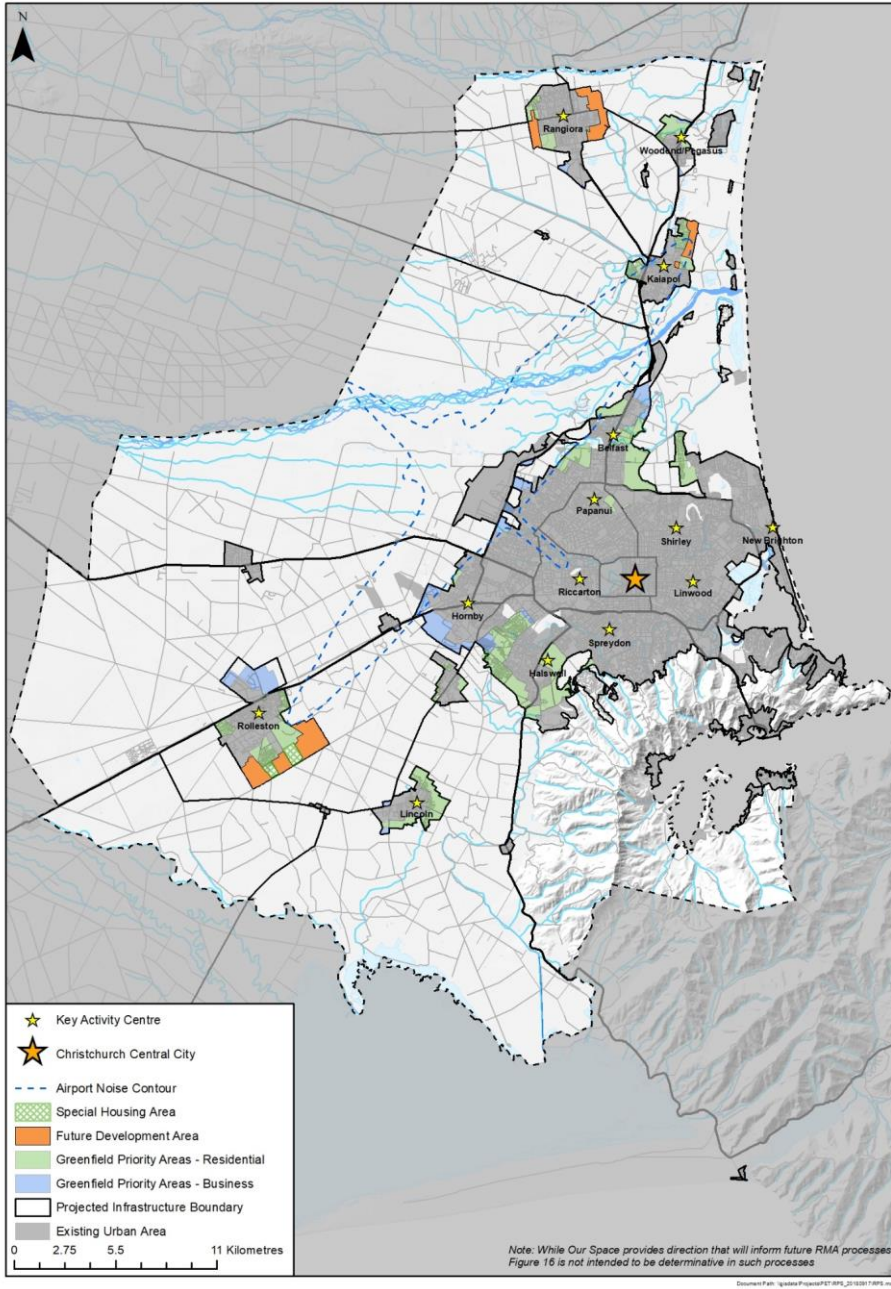 N
Rangiora
Woodend/Pegasus
Kaiapoi
Belfast
Papanui
Shirley
New Brighton
Riccarton
Linwood
Hornby
Spreydon
Halswell
Rolleston
Lincoln
Key Activity Centre
Christchurch Central City
Airport Noise Contour
Special Housing Area
Future Development Area
Greenfield Priority Areas - Residential
Greenfield Priority Areas - Business
Projected Infrastructure Boundary
Existing Urban Area
0 2.75 5.5 11 Kilometres
Note: While Our Space provides direction that will inform future RMA processes
Figure 16 is not intended to be determinative in such processes